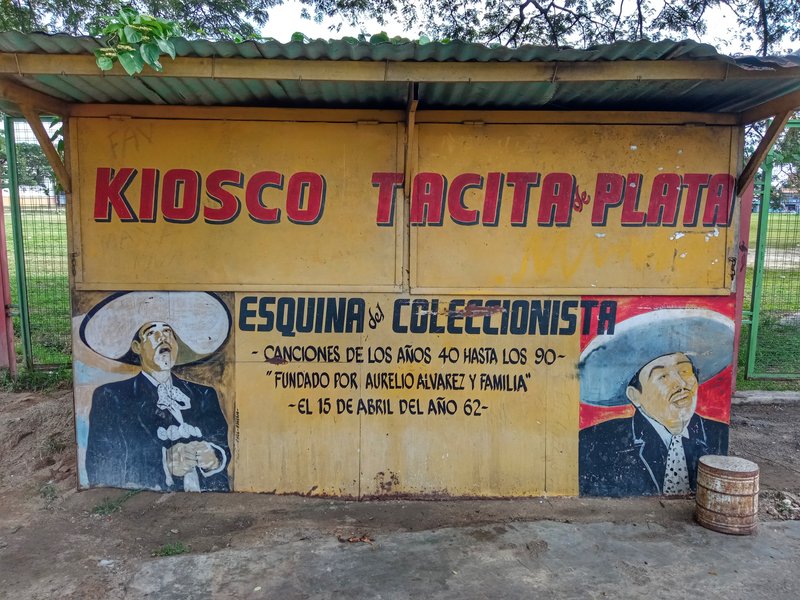 KIOSCO TACITA de PLATA
ESQUINA del COLECCIONISTA
- CANCIONES DE LOS AÑOS 40 HASTA LOS 90-
"FUNDADO POR AURELIO ALVAREZ Y FAMILIA"
-EL 15 DE ABRIL DEL AÑO 62-